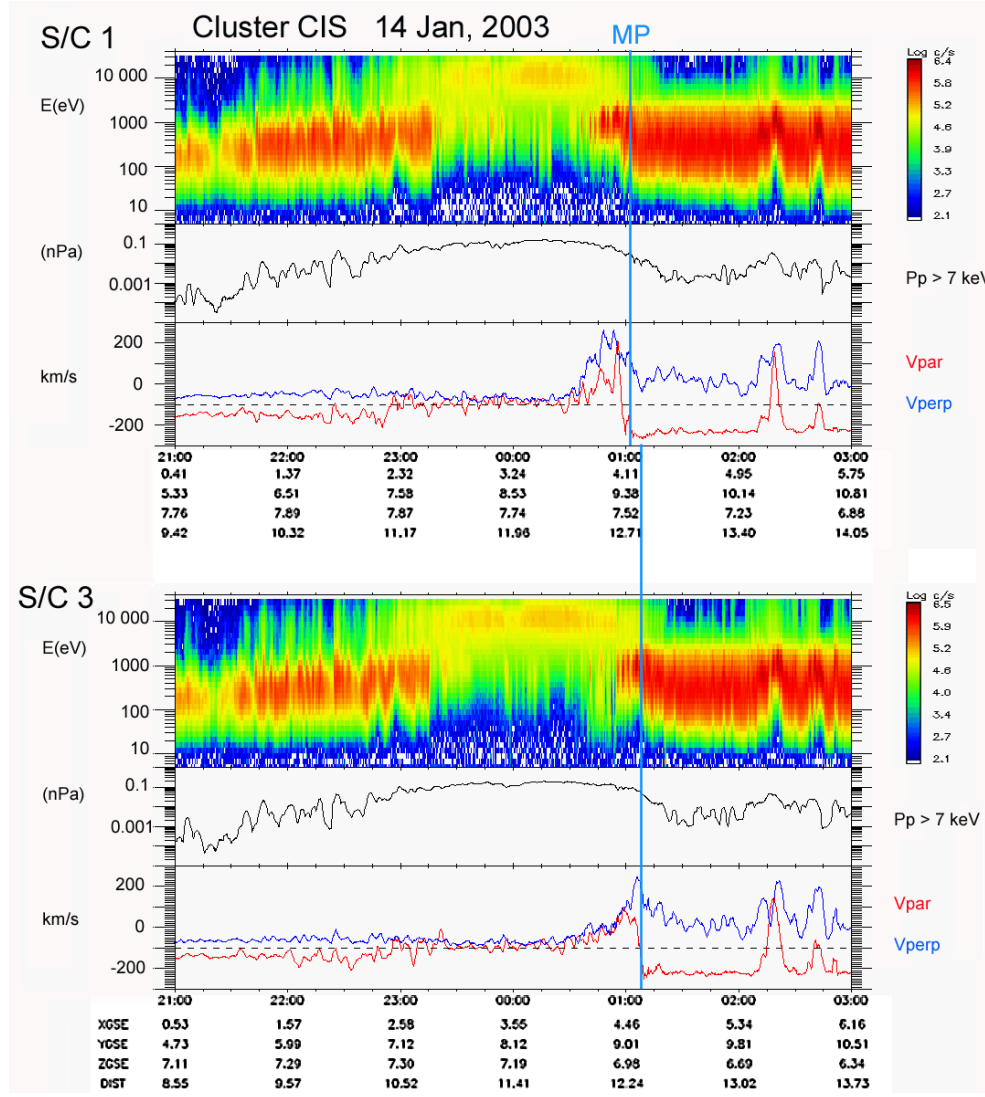 S/C 1 Cluster CIS 14 Jan, 2003 MP
Log c/s
6.4
5.8
5.2
4.6
3.9
3.3
2.7
2.1
E(eV)
10 000
1000
100
10
(nPa)
0.1
0.001
Pp > 7 keV
km/s
200
0
-200
Vpar
Vperp
21:00 22:00 23:00 00:00 01:00 02:00 03:00
0.41 1.37 2.32 3.24 4.11 4.95 5.75
5.33 6.51 7.58 8.53 9.38 10.14 10.81
7.76 7.89 7.87 7.74 7.52 7.23 6.88
9.42 10.32 11.17 11.96 12.71 13.40 14.05
S/C 3
Log c/s
6.5
5.9
5.2
4.6
4.0
3.4
2.7
2.1
E(eV)
10 000
1000
100
10
(nPa)
0.1
0.001
Pp > 7 keV
km/s
200
0
-200
Vpar
Vperp
21:00 22:00 23:00 00:00 01:00 02:00 03:00
XGSE 0.53 1.57 2.58 3.55 4.46 5.34 6.16
YGSE 4.73 5.99 7.12 8.12 9.01 9.81 10.51
ZGSE 7.11 7.29 7.30 7.19 6.98 6.69 6.34
DIST 8.55 9.57 10.52 11.41 12.24 13.02 13.73